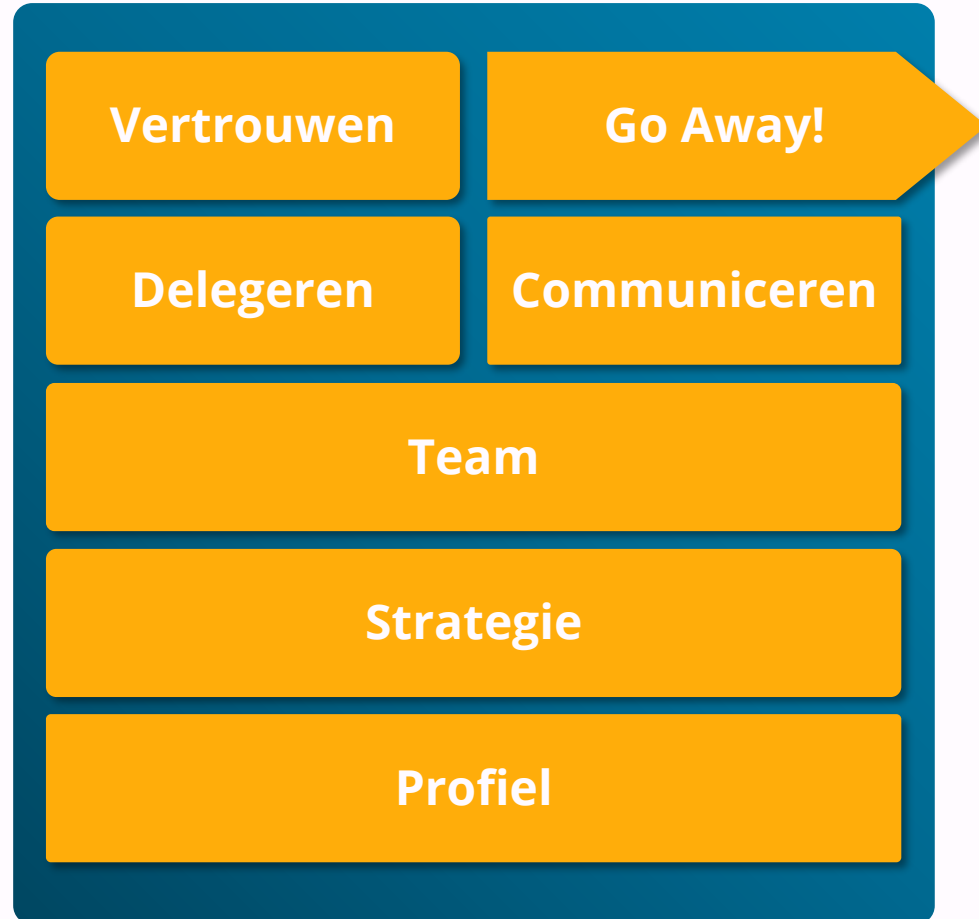 Vertrouwen
Go Away!
Delegeren
Communiceren
Team
Strategie
Profiel